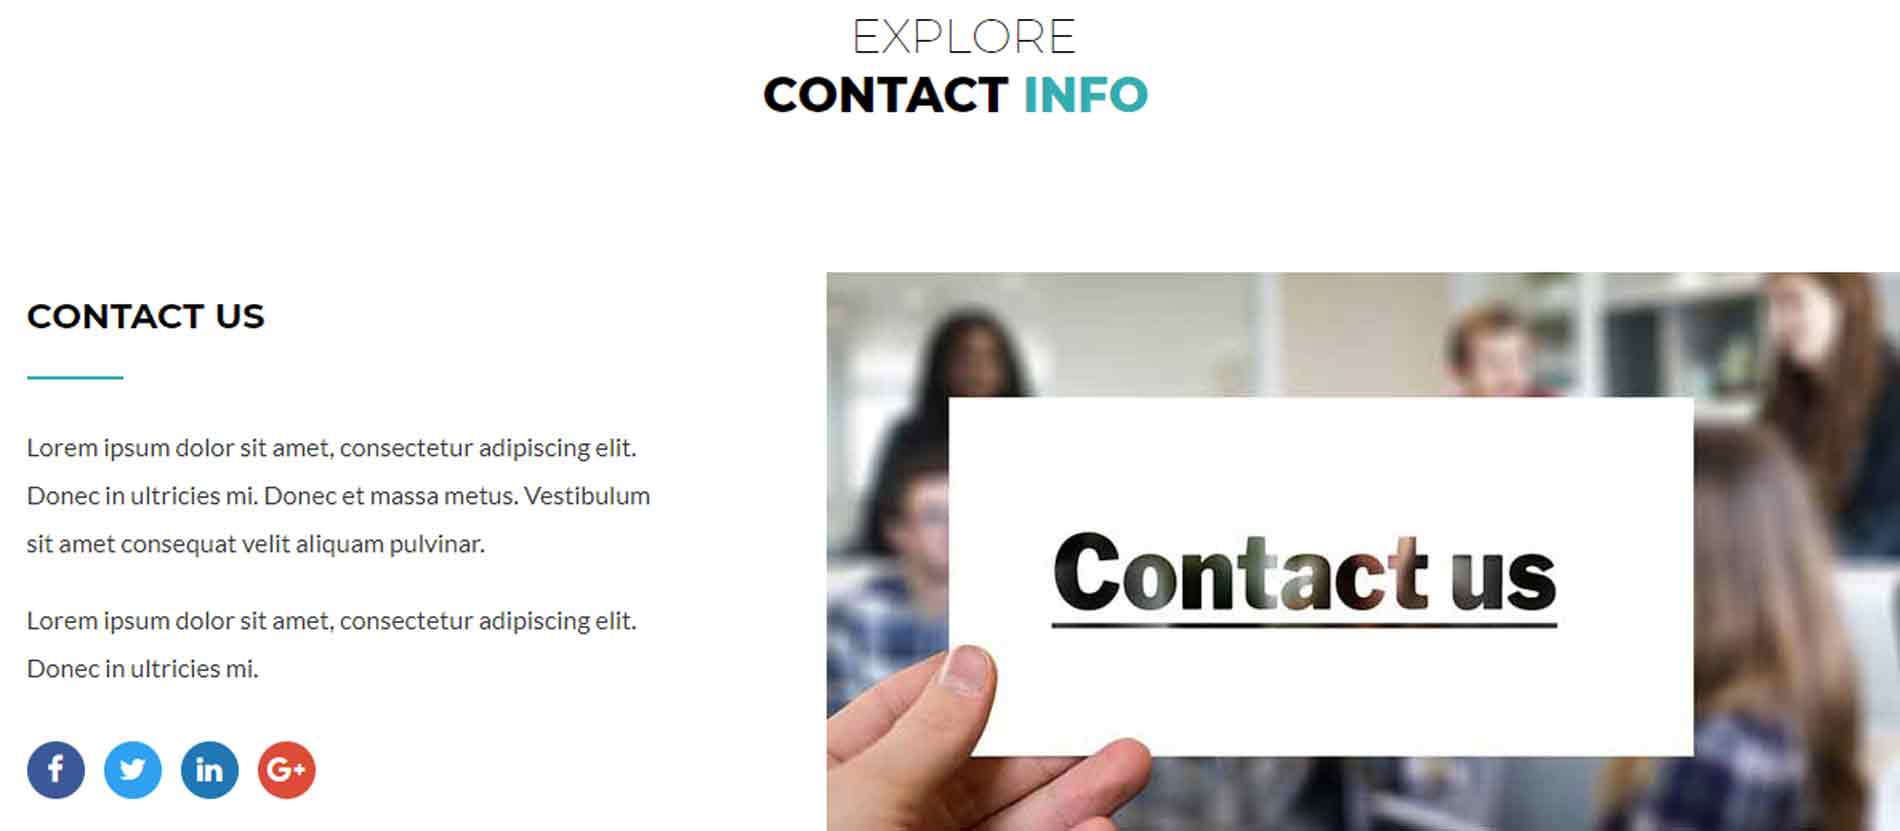 EXPLORE
CONTACT INFO
CONTACT US
Lorem ipsum dolor sit amet, consectetur adipiscing elit.
Donec in ultricies mi. Donec et massa metus. Vestibulum
sit amet consequat velit aliquam pulvinar.
Lorem ipsum dolor sit amet, consectetur adipiscing elit.
Donec in ultricies mi.
f
in
G+
Contact us